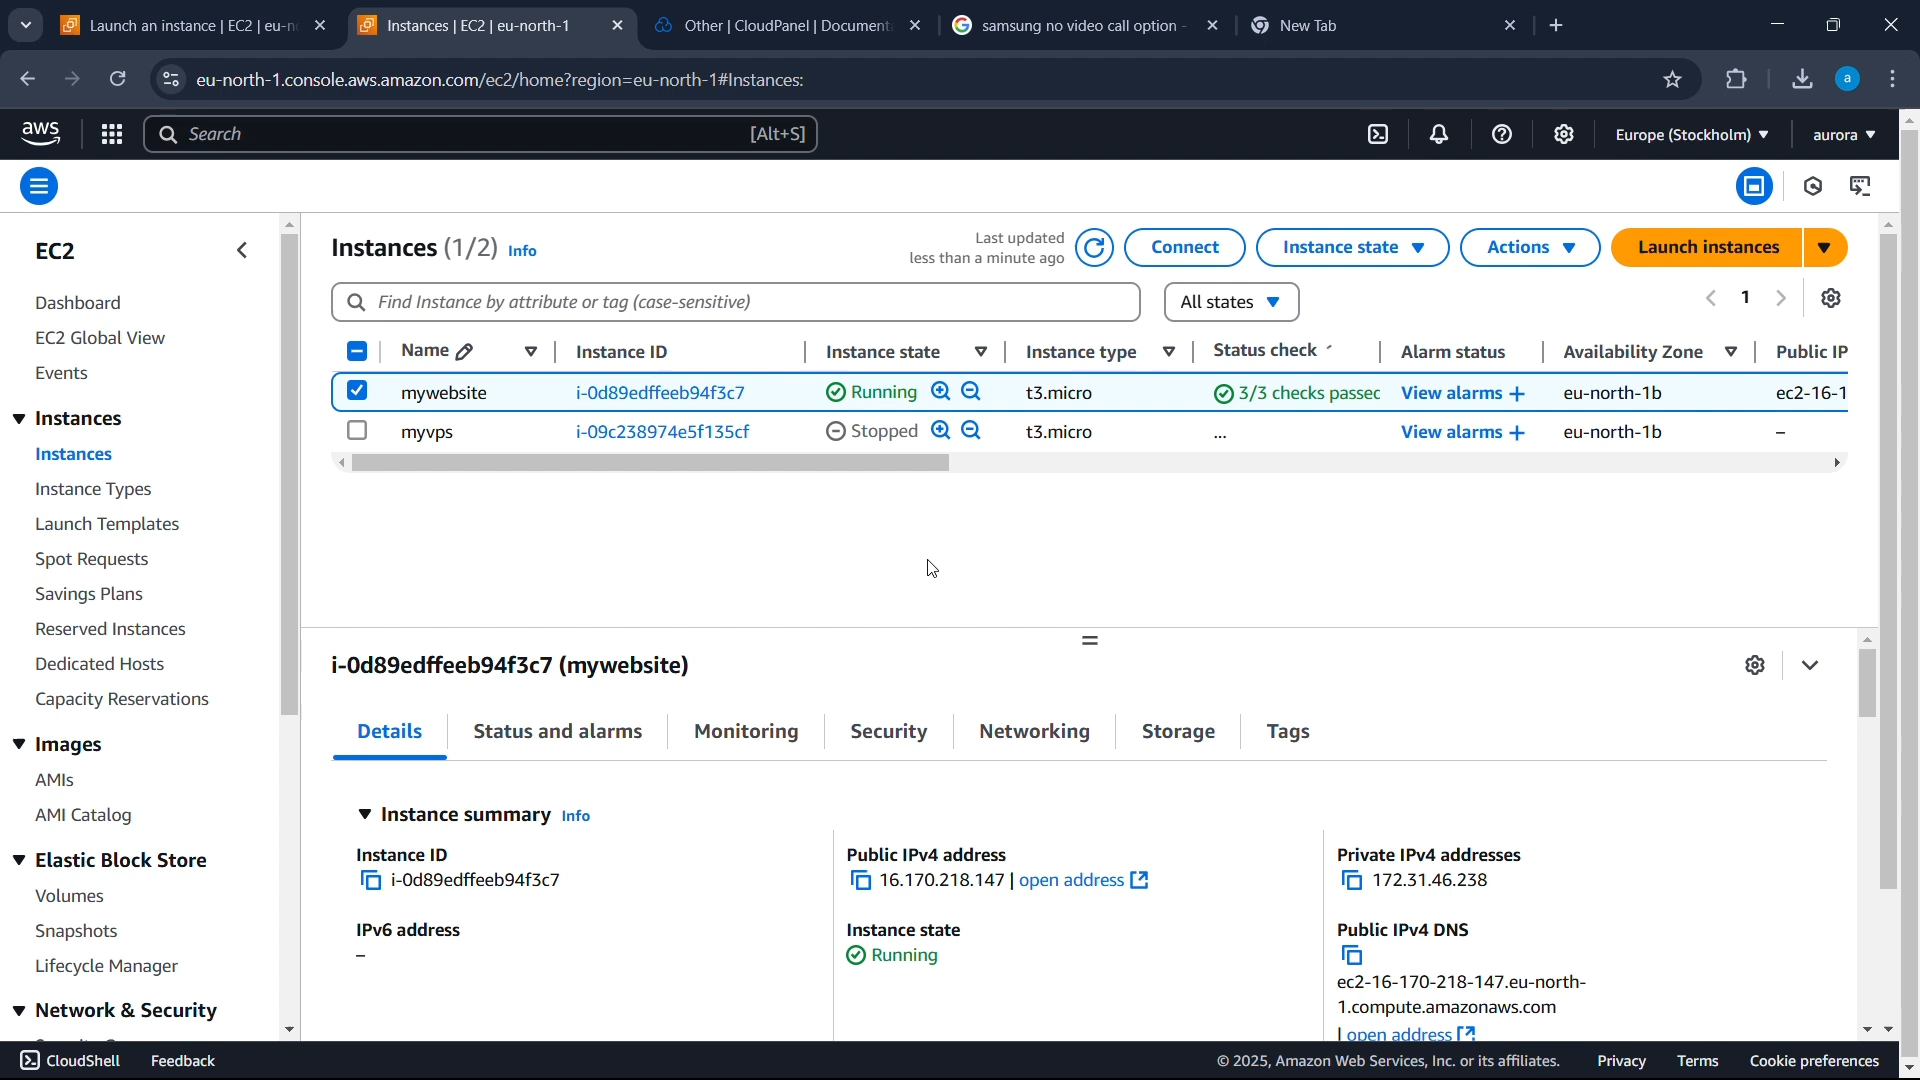 Launch an instance | EC2 | eu-n
Instances | EC2 | eu-north-1
Other | CloudPanel | Document
samsung no video call option -
New Tab
eu-north-1.console.aws.amazon.com/ec2/home?region=eu-north-1#Instances:
a
aws
Search
[Alt+S]
Europe (Stockholm)
aurora
EC2
Dashboard
EC2 Global View
Events
Instances
Instances
Instance Types
Launch Templates
Spot Requests
Savings Plans
Reserved Instances
Dedicated Hosts
Capacity Reservations
Images
AMIs
AMI Catalog
Elastic Block Store
Volumes
Snapshots
Lifecycle Manager
Network & Security
Instances (1/2) Info
Last updated
less than a minute ago
Connect
Instance state
Actions
Launch instances
Find Instance by attribute or tag (case-sensitive)
All states
1
Name Instance ID Instance state Instance type Status check Alarm status Availability Zone Public IP
mywebsite i-0d89edffeeb94f3c7 Running t3.micro 3/3 checks passec View alarms + eu-north-1b ec2-16-1
myvps i-09c238974e5f135cf Stopped t3.micro ... View alarms + eu-north-1b –
i-0d89edffeeb94f3c7 (mywebsite)
Details Status and alarms Monitoring Security Networking Storage Tags
Instance summary Info
Instance ID
i-0d89edffeeb94f3c7
IPv6 address
–
Public IPv4 address
16.170.218.147 | open address
Instance state
Running
Private IPv4 addresses
172.31.46.238
Public IPv4 DNS
ec2-16-170-218-147.eu-north-
1.compute.amazonaws.com
| open address
CloudShell Feedback
© 2025, Amazon Web Services, Inc. or its affiliates. Privacy Terms Cookie preferences